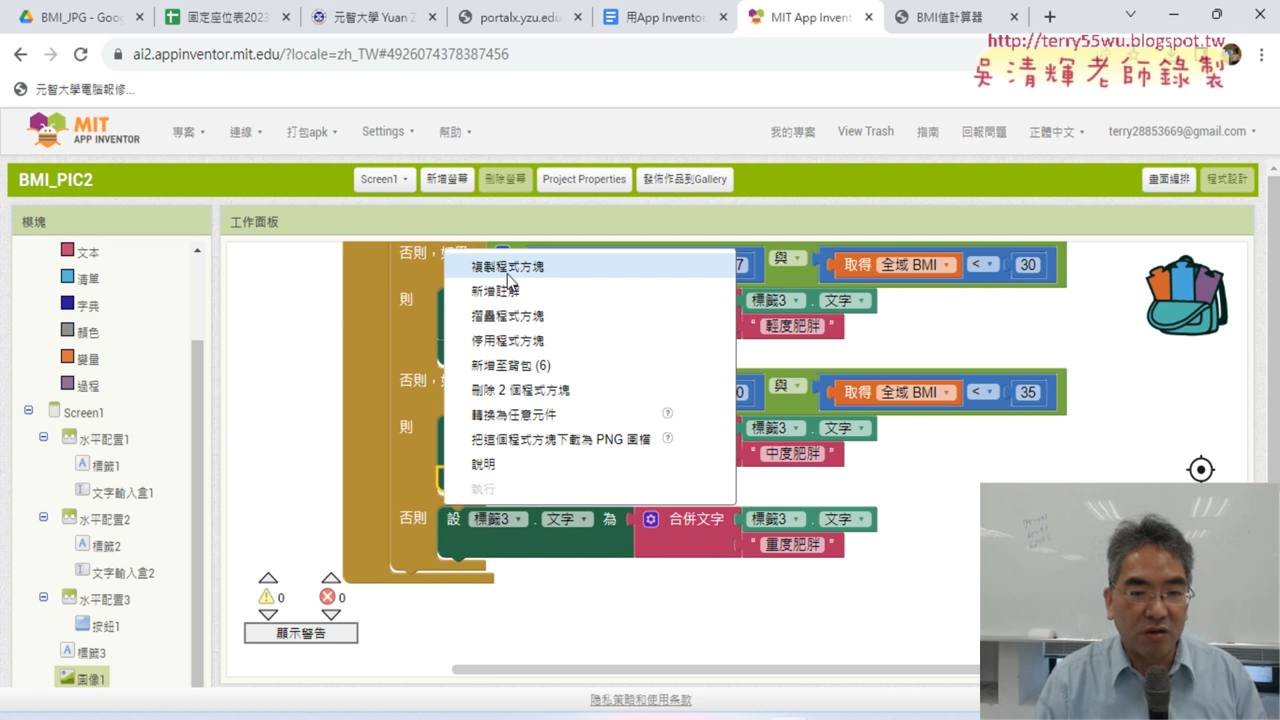 BMI_JPG - Goo
固定座位表2023
元智大學 Yuan Z
portalx.yzu.edu
用App Inventor
MIT App Invent
BMI值計算器
http://terry55wu.blogspot.tw
ai2.appinventor.mit.edu/?locale=zh_TW#4926074378387456
吳清輝老師錄製
元智大學電腦報修...
MIT
APP INVENTOR
專案
連線
打包apk
Settings
幫助
我的專案
View Trash
指南
回報問題
正體中文
terry28853669@gmail.com
BMI_PIC2
Screen1
新增螢幕
刪除螢幕
Project Properties
發佈作品到Gallery
畫面編排
程式設計
模塊
工作面板
文本
清單
字典
顏色
變量
過程
Screen1
水平配置1
標籤1
文字輸入盒1
水平配置2
標籤2
文字輸入盒2
水平配置3
按鈕1
標籤3
圖像1
複製程式方塊
新增註解
摺疊程式方塊
停用程式方塊
新增至背包 (6)
刪除 2 個程式方塊
轉換為任意元件
把這個程式方塊下載為 PNG 圖檔
說明
執行
7 與 取得 全域 BMI < 30
則
標籤3 . 文字
" 輕度肥胖 "
0 與 取得 全域 BMI < 35
則
標籤3 . 文字
" 中度肥胖 "
否則 設 標籤3 . 文字 為 合併文字 標籤3 . 文字
" 重度肥胖 "
0 0
顯示警告
隐私策略和使用条款